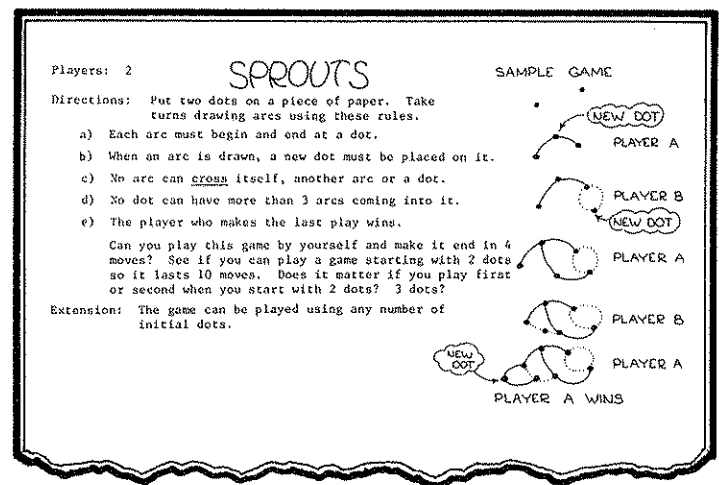 Players: 2
SPROUTS
Directions: Put two dots on a piece of paper. Take
turns drawing arcs using these rules.
a) Each arc must begin and end at a dot.
b) When an arc is drawn, a new dot must be placed on it.
c) No arc can cross itself, another arc or a dot.
d) No dot can have more than 3 arcs coming into it.
e) The player who makes the last play wins.
Can you play this game by yourself and make it end in 4
moves? See if you can play a game starting with 2 dots
so it lasts 10 moves. Does it matter if you play first
or second when you start with 2 dots? 3 dots?
Extension: The game can be played using any number of
initial dots.
SAMPLE GAME
NEW DOT
PLAYER A
PLAYER B
NEW DOT
PLAYER A
PLAYER B
NEW
DOT
PLAYER A
PLAYER A WINS